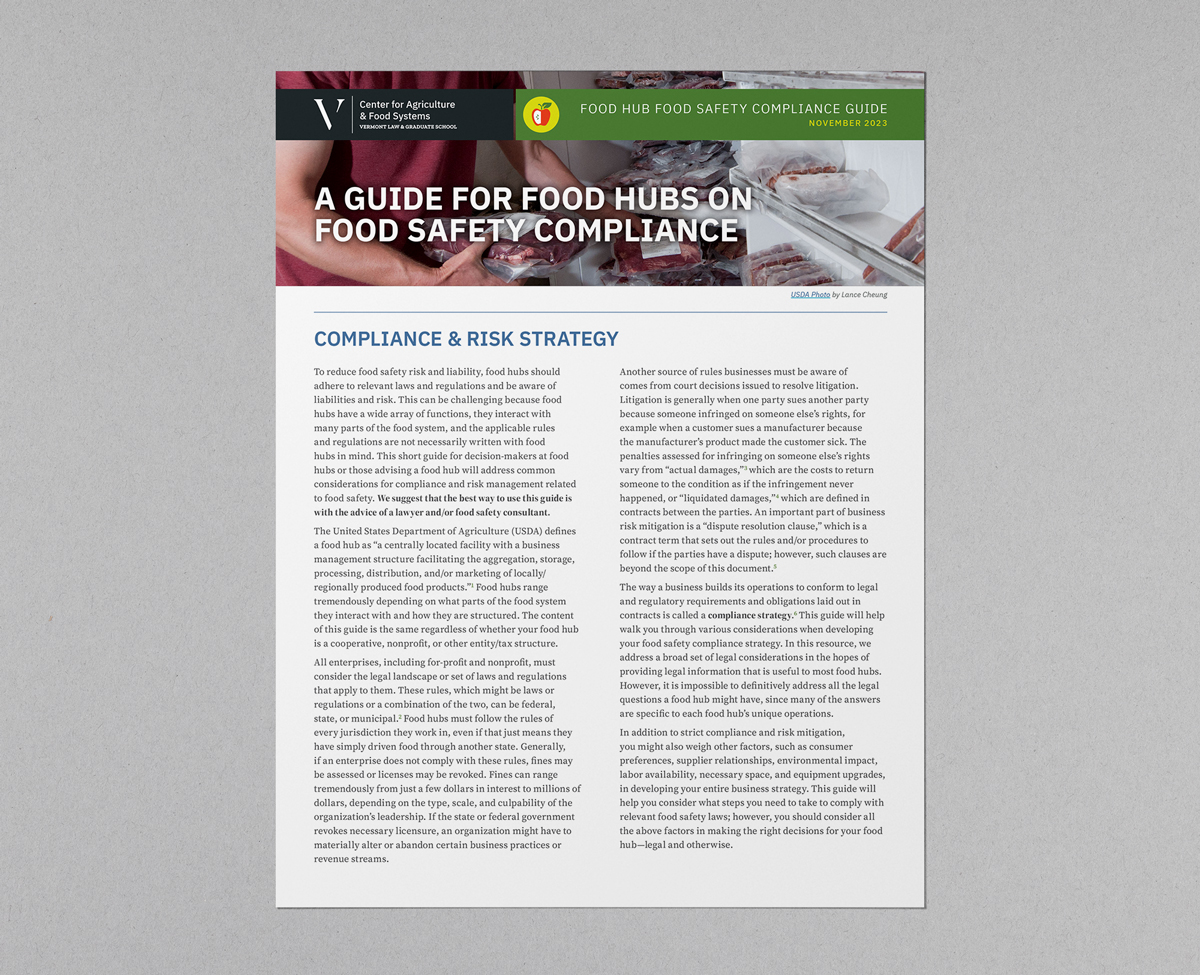 Center for Agriculture
& Food Systems
VERMONT LAW & GRADUATE SCHOOL
FOOD HUB FOOD SAFETY COMPLIANCE GUIDE
NOVEMBER 2023
A GUIDE FOR FOOD HUBS ON
FOOD SAFETY COMPLIANCE
USDA Photo by Lance Cheung
COMPLIANCE & RISK STRATEGY
To reduce food safety risk and liability, food hubs should
adhere to relevant laws and regulations and be aware of
liabilities and risk. This can be challenging because food
hubs have a wide array of functions, they interact with
many parts of the food system, and the applicable rules
and regulations are not necessarily written with food
hubs in mind. This short guide for decision-makers at food
hubs or those advising a food hub will address common
considerations for compliance and risk management related
to food safety. We suggest that the best way to use this guide is
with the advice of a lawyer and/or food safety consultant.
The United States Department of Agriculture (USDA) defines
a food hub as “a centrally located facility with a business
management structure facilitating the aggregation, storage,
processing, distribution, and/or marketing of locally/
regionally produced food products.”1 Food hubs range
tremendously depending on what parts of the food system
they interact with and how they are structured. The content
of this guide is the same regardless of whether your food hub
is a cooperative, nonprofit, or other entity/tax structure.
All enterprises, including for-profit and nonprofit, must
consider the legal landscape or set of laws and regulations
that apply to them. These rules, which might be laws or
regulations or a combination of the two, can be federal,
state, or municipal.2 Food hubs must follow the rules of
every jurisdiction they work in, even if that just means they
have simply driven food through another state. Generally,
if an enterprise does not comply with these rules, fines may
be assessed or licenses may be revoked. Fines can range
tremendously from just a few dollars in interest to millions of
dollars, depending on the type, scale, and culpability of the
organization’s leadership. If the state or federal government
revokes necessary licensure, an organization might have to
materially alter or abandon certain business practices or
revenue streams.
Another source of rules businesses must be aware of
comes from court decisions issued to resolve litigation.
Litigation is generally when one party sues another party
because someone infringed on someone else’s rights, for
example when a customer sues a manufacturer because
the manufacturer’s product made the customer sick. The
penalties assessed for infringing on someone else’s rights
vary from “actual damages,”3 which are the costs to return
someone to the condition as if the infringement never
happened, or “liquidated damages,”4 which are defined in
contracts between the parties. An important part of business
risk mitigation is a “dispute resolution clause,” which is a
contract term that sets out the rules and/or procedures to
follow if the parties have a dispute; however, such clauses are
beyond the scope of this document.5
The way a business builds its operations to conform to legal
and regulatory requirements and obligations laid out in
contracts is called a compliance strategy.6 This guide will help
walk you through various considerations when developing
your food safety compliance strategy. In this resource, we
address a broad set of legal considerations in the hopes of
providing legal information that is useful to most food hubs.
However, it is impossible to definitively address all the legal
questions a food hub might have, since many of the answers
are specific to each food hub’s unique operations.
In addition to strict compliance and risk mitigation,
you might also weigh other factors, such as consumer
preferences, supplier relationships, environmental impact,
labor availability, necessary space, and equipment upgrades,
in developing your entire business strategy. This guide will
help you consider what steps you need to take to comply with
relevant food safety laws; however, you should consider all
the above factors in making the right decisions for your food
hub—legal and otherwise.